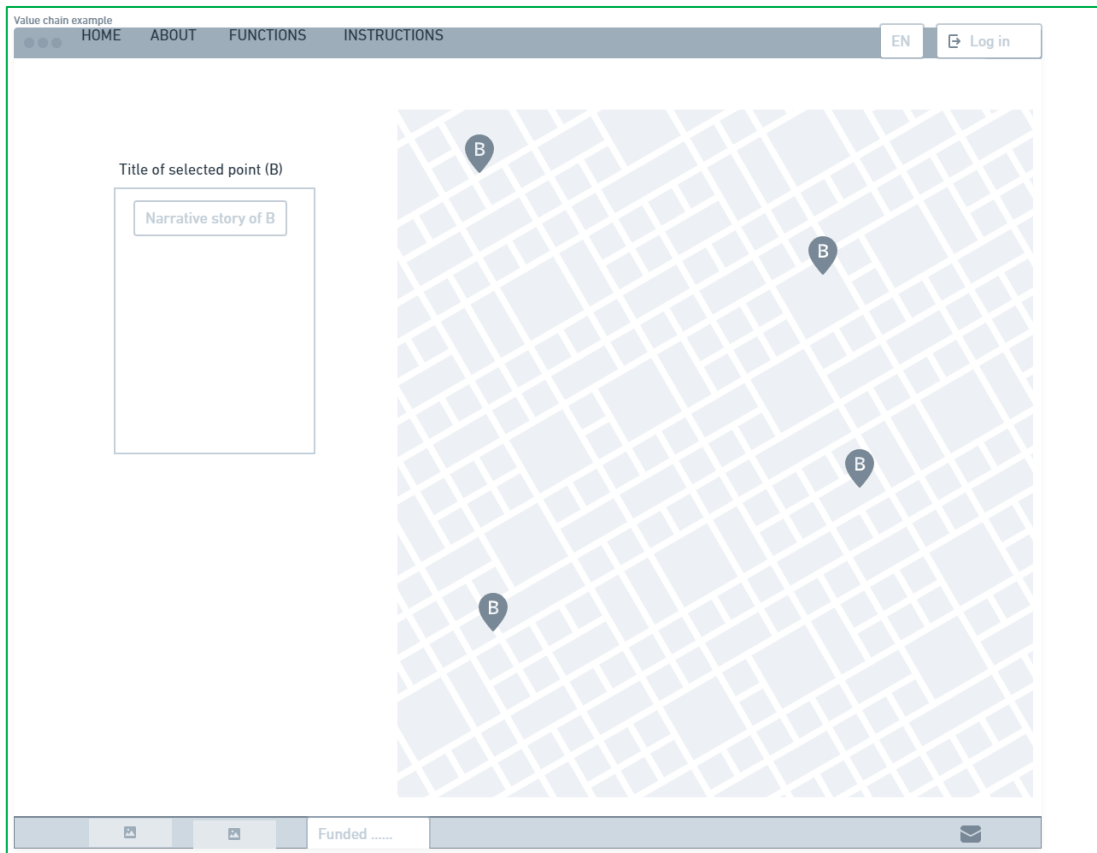 Value chain example
HOME ABOUT FUNCTIONS INSTRUCTIONS EN Log in
Title of selected point (B)
Narrative story of B
B
B
B
B
Funded ......